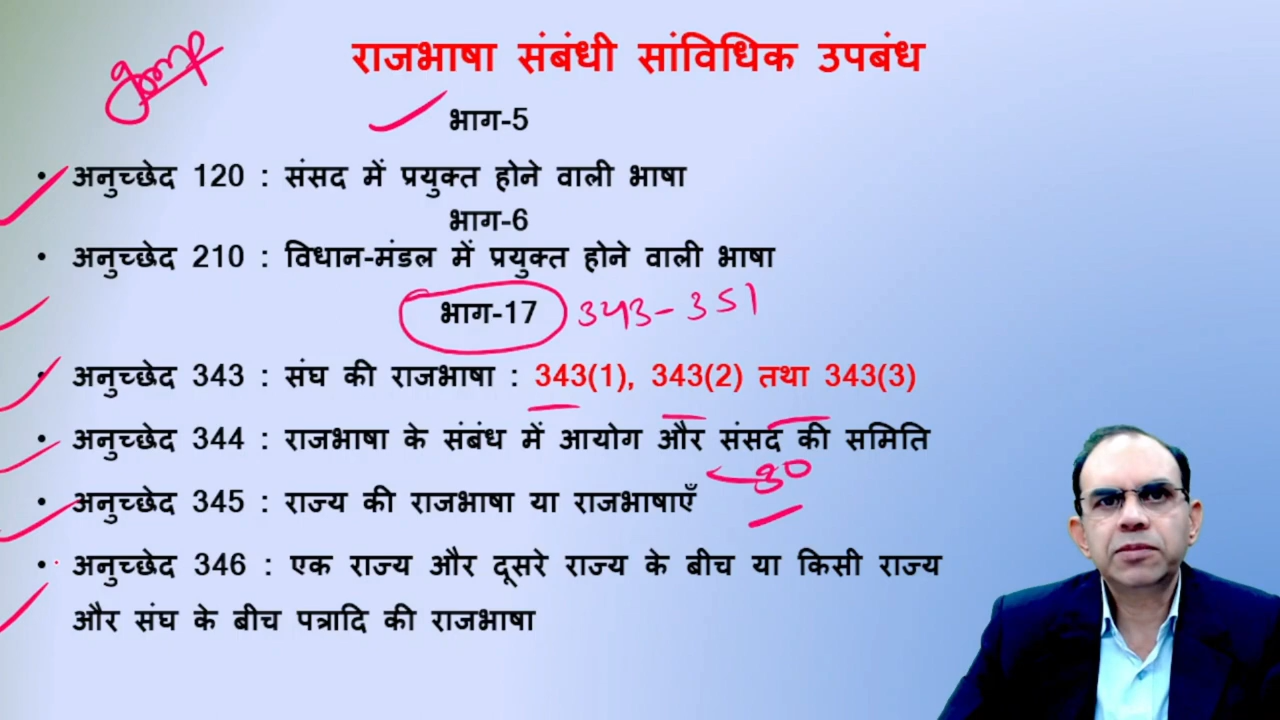 राजभाषा संबंधी सांविधिक उपबंध
भाग-5
• अनुच्छेद 120 : संसद में प्रयुक्त होने वाली भाषा
भाग-6
• अनुच्छेद 210 : विधान-मंडल में प्रयुक्त होने वाली भाषा
भाग-17 343-351
• अनुच्छेद 343 : संघ की राजभाषा : 343(1), 343(2) तथा 343(3)
• अनुच्छेद 344 : राजभाषा के संबंध में आयोग और संसद की समिति
• अनुच्छेद 345 : राज्य की राजभाषा या राजभाषाएँ
• अनुच्छेद 346 : एक राज्य और दूसरे राज्य के बीच या किसी राज्य
और संघ के बीच पत्रादि की राजभाषा